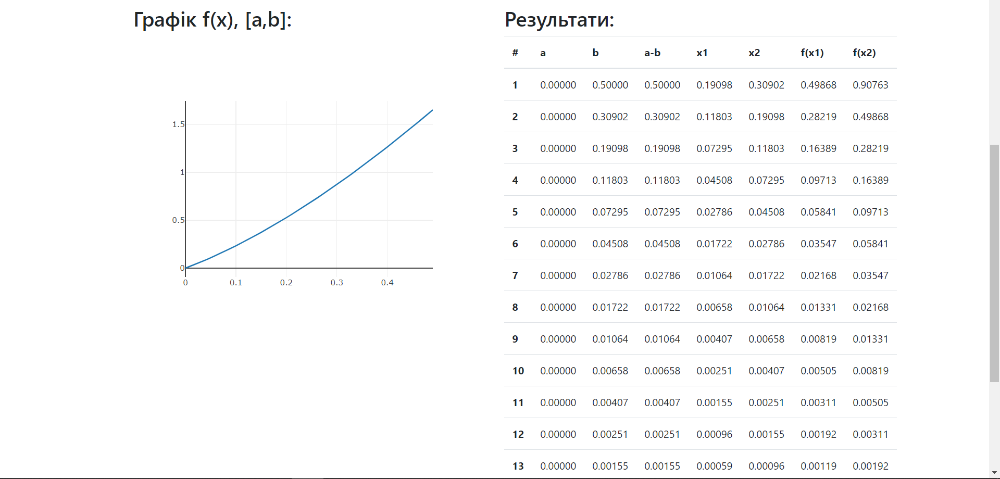 Графік f(x), [a,b]:
1.5
1
0.5
0
0 0.1 0.2 0.3 0.4
Результати:
# a b a-b x1 x2 f(x1) f(x2)
1 0.00000 0.50000 0.50000 0.19098 0.30902 0.49868 0.90763
2 0.00000 0.30902 0.30902 0.11803 0.19098 0.28219 0.49868
3 0.00000 0.19098 0.19098 0.07295 0.11803 0.16389 0.28219
4 0.00000 0.11803 0.11803 0.04508 0.07295 0.09713 0.16389
5 0.00000 0.07295 0.07295 0.02786 0.04508 0.05841 0.09713
6 0.00000 0.04508 0.04508 0.01722 0.02786 0.03547 0.05841
7 0.00000 0.02786 0.02786 0.01064 0.01722 0.02168 0.03547
8 0.00000 0.01722 0.01722 0.00658 0.01064 0.01331 0.02168
9 0.00000 0.01064 0.01064 0.00407 0.00658 0.00819 0.01331
10 0.00000 0.00658 0.00658 0.00251 0.00407 0.00505 0.00819
11 0.00000 0.00407 0.00407 0.00155 0.00251 0.00311 0.00505
12 0.00000 0.00251 0.00251 0.00096 0.00155 0.00192 0.00311
13 0.00000 0.00155 0.00155 0.00059 0.00096 0.00119 0.00192